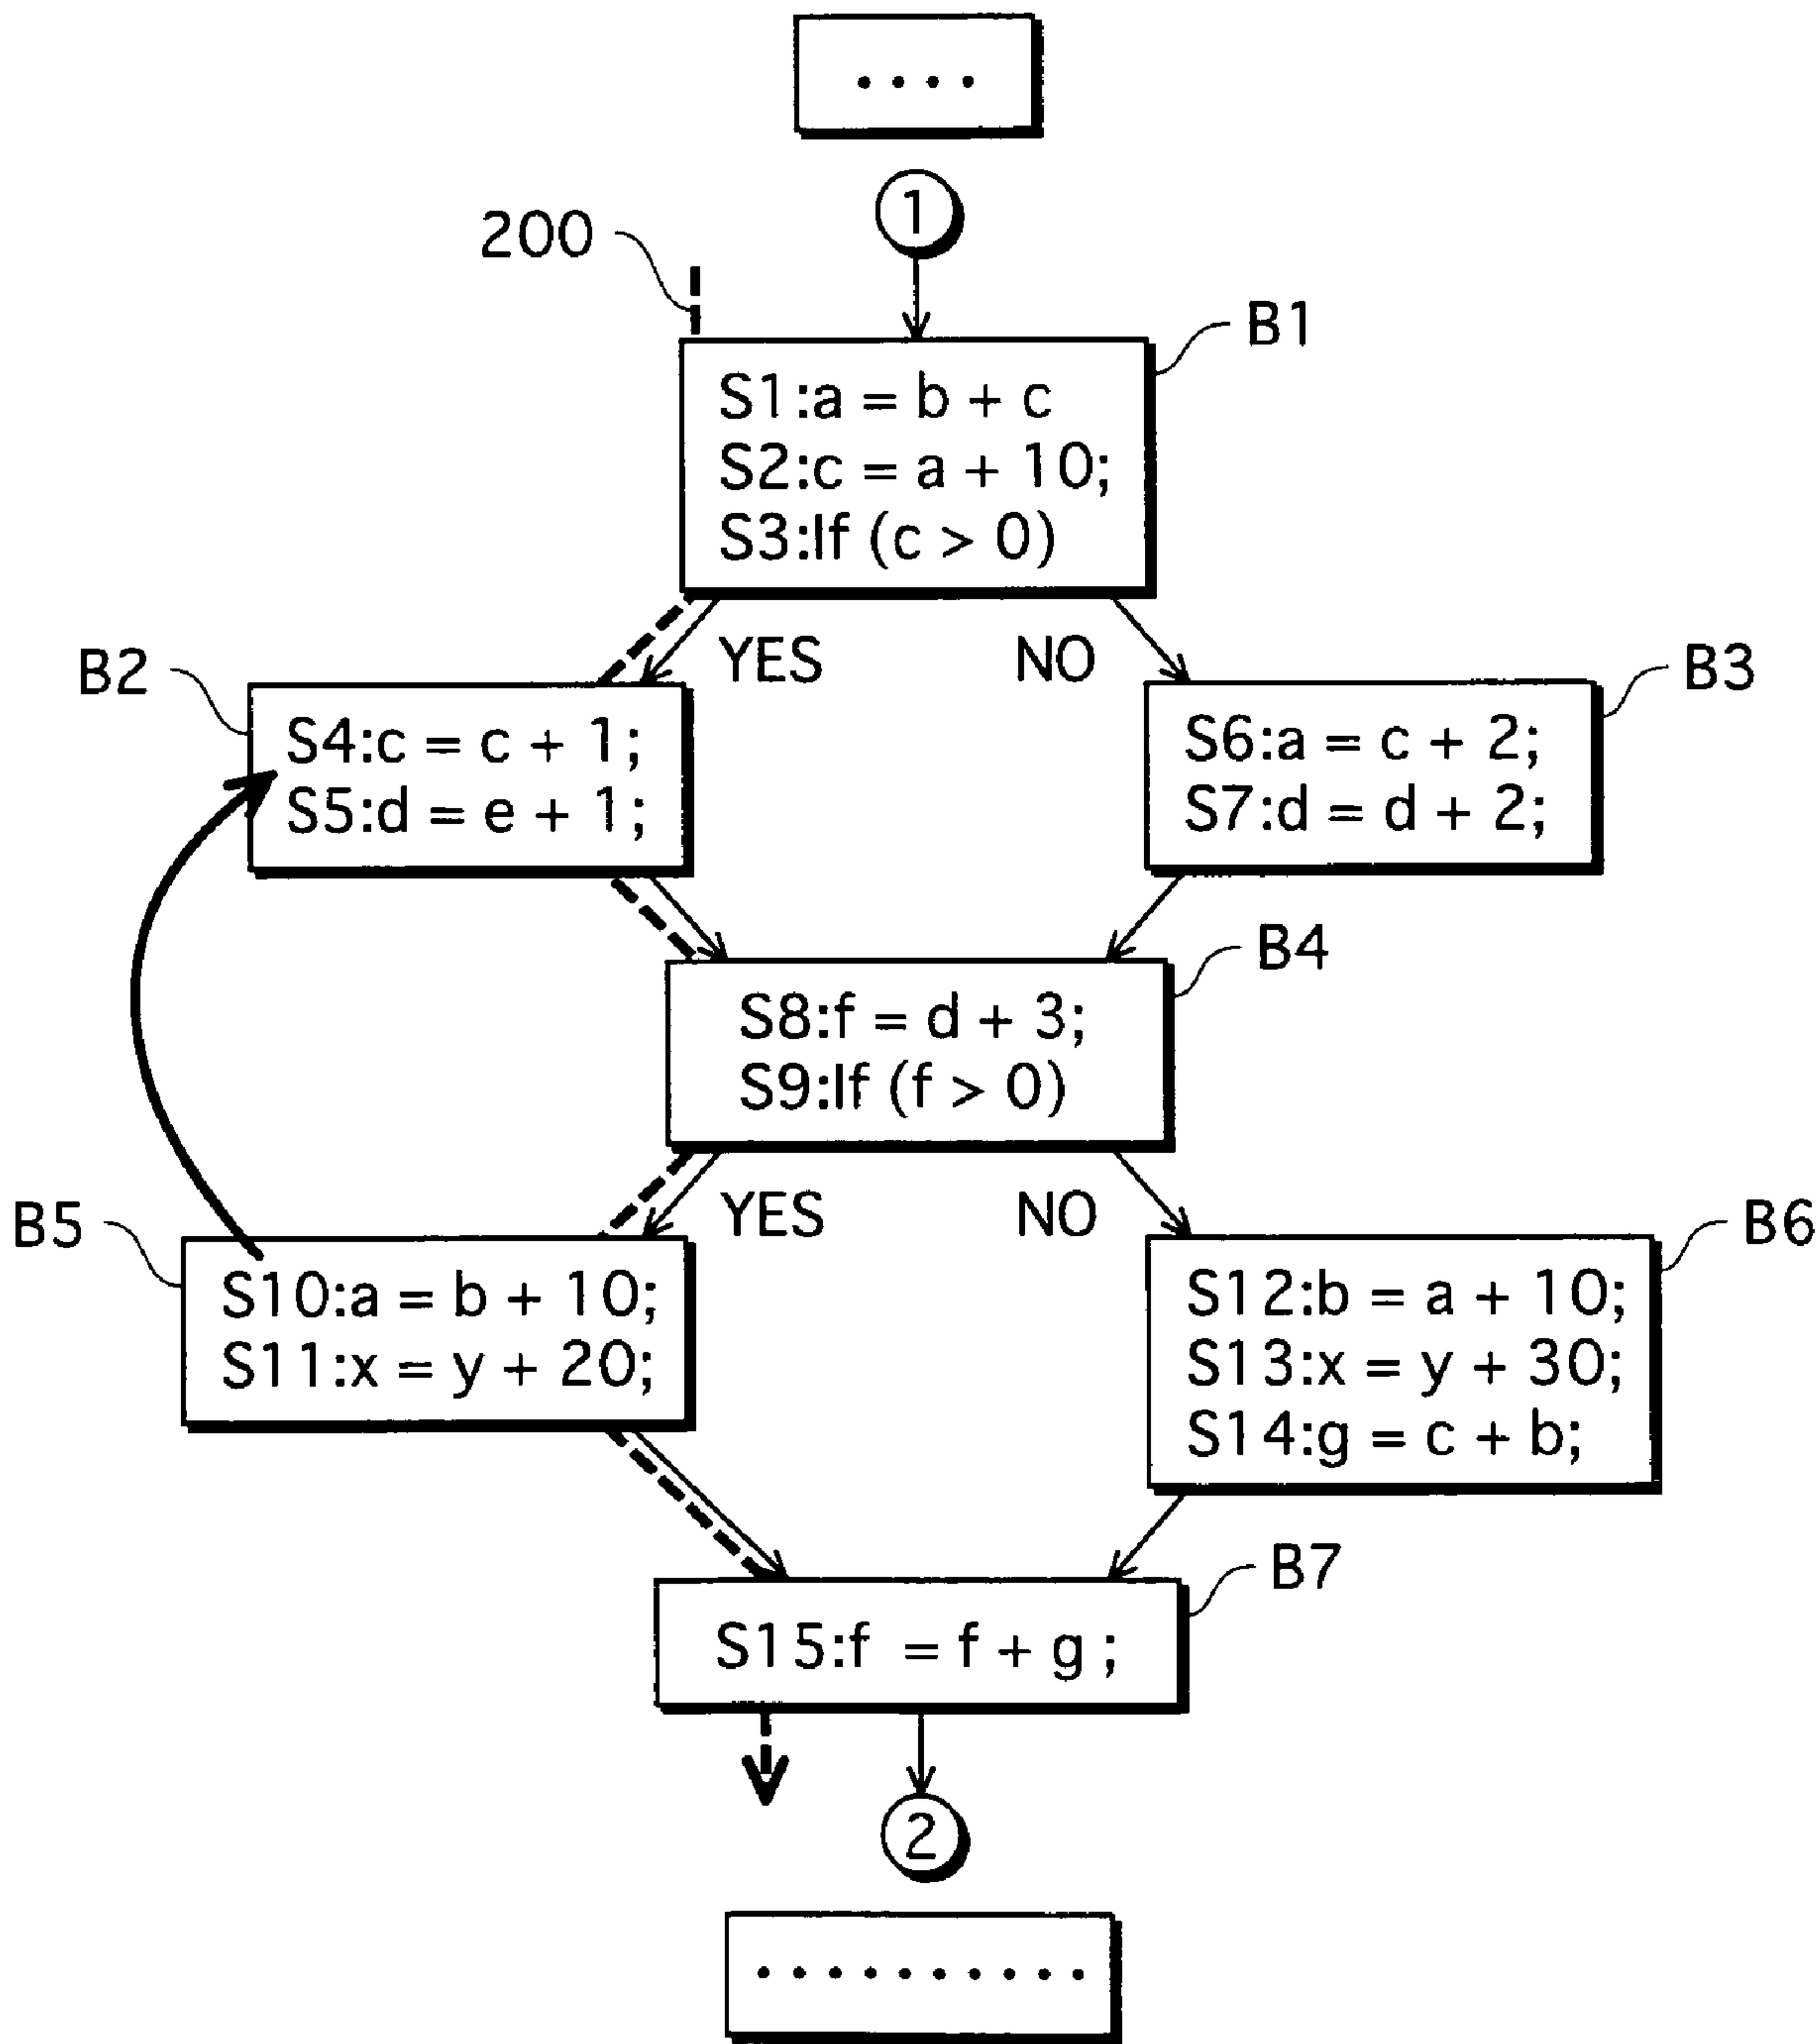 ....
1
200
B1
S1:a = b + c
S2:c = a + 10;
S3:If (c > 0)
YES
NO
B2
S4:c = c + 1;
S5:d = e + 1;
B3
S6:a = c + 2;
S7:d = d + 2;
B4
S8:f = d + 3;
S9:If (f > 0)
YES
NO
B5
S10:a = b + 10;
S11:x = y + 20;
B6
S12:b = a + 10;
S13:x = y + 30;
S14:g = c + b;
B7
S15:f = f + g ;
2
..........